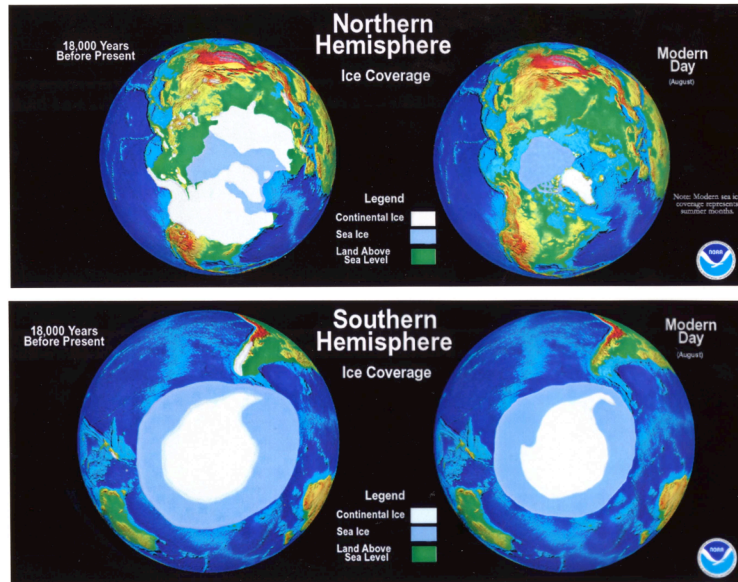 Northern
Hemisphere
Ice Coverage
18,000 Years
Before Present
Modern
Day
(August)
Legend
Continental Ice
Sea Ice
Land Above
Sea Level
Note: Modern sea ic
coverage represents
summer months.
NOAA
Southern
Hemisphere
Ice Coverage
18,000 Years
Before Present
Modern
Day
(August)
Legend
Continental Ice
Sea Ice
Land Above
Sea Level
NOAA